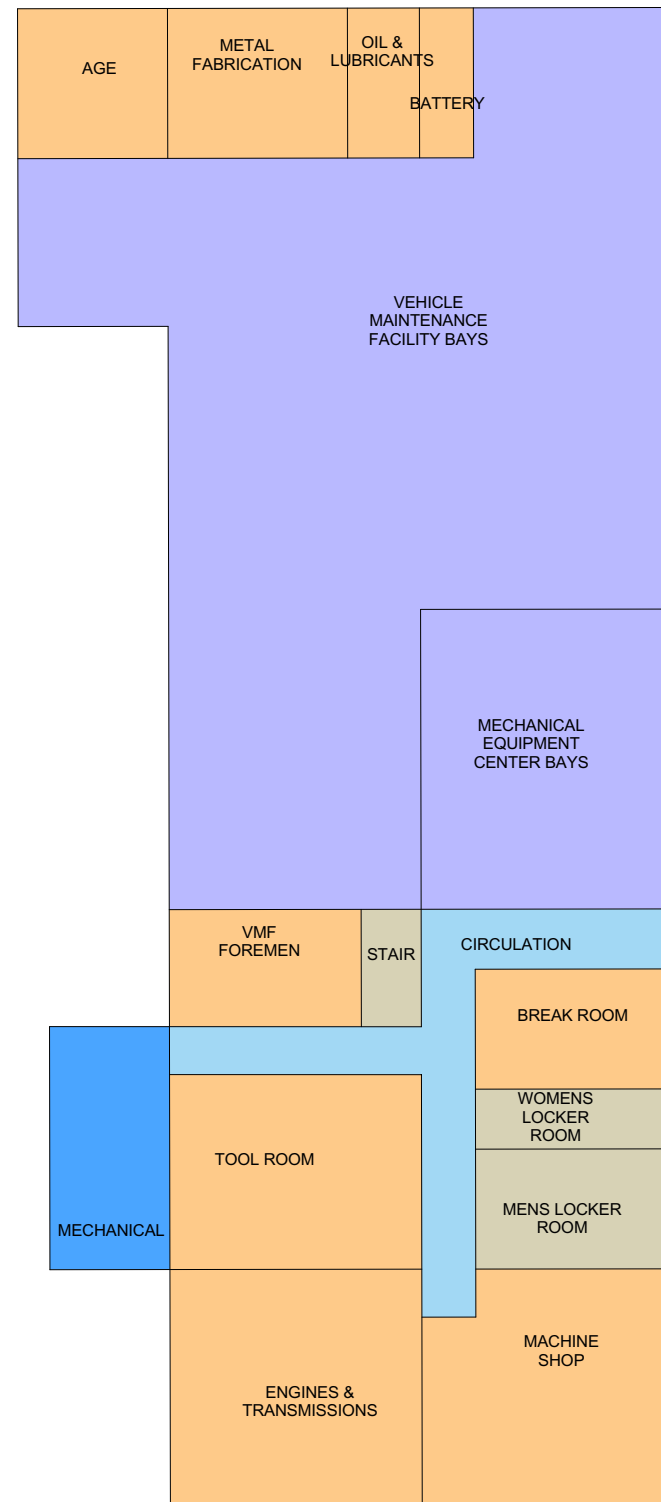 AGE
METAL
FABRICATION
OIL &
LUBRICANTS
BATTERY
VEHICLE
MAINTENANCE
FACILITY BAYS
MECHANICAL
EQUIPMENT
CENTER BAYS
VMF
FOREMEN
STAIR
CIRCULATION
BREAK ROOM
WOMENS
LOCKER
ROOM
TOOL ROOM
MENS LOCKER
ROOM
MECHANICAL
MACHINE
SHOP
ENGINES &
TRANSMISSIONS